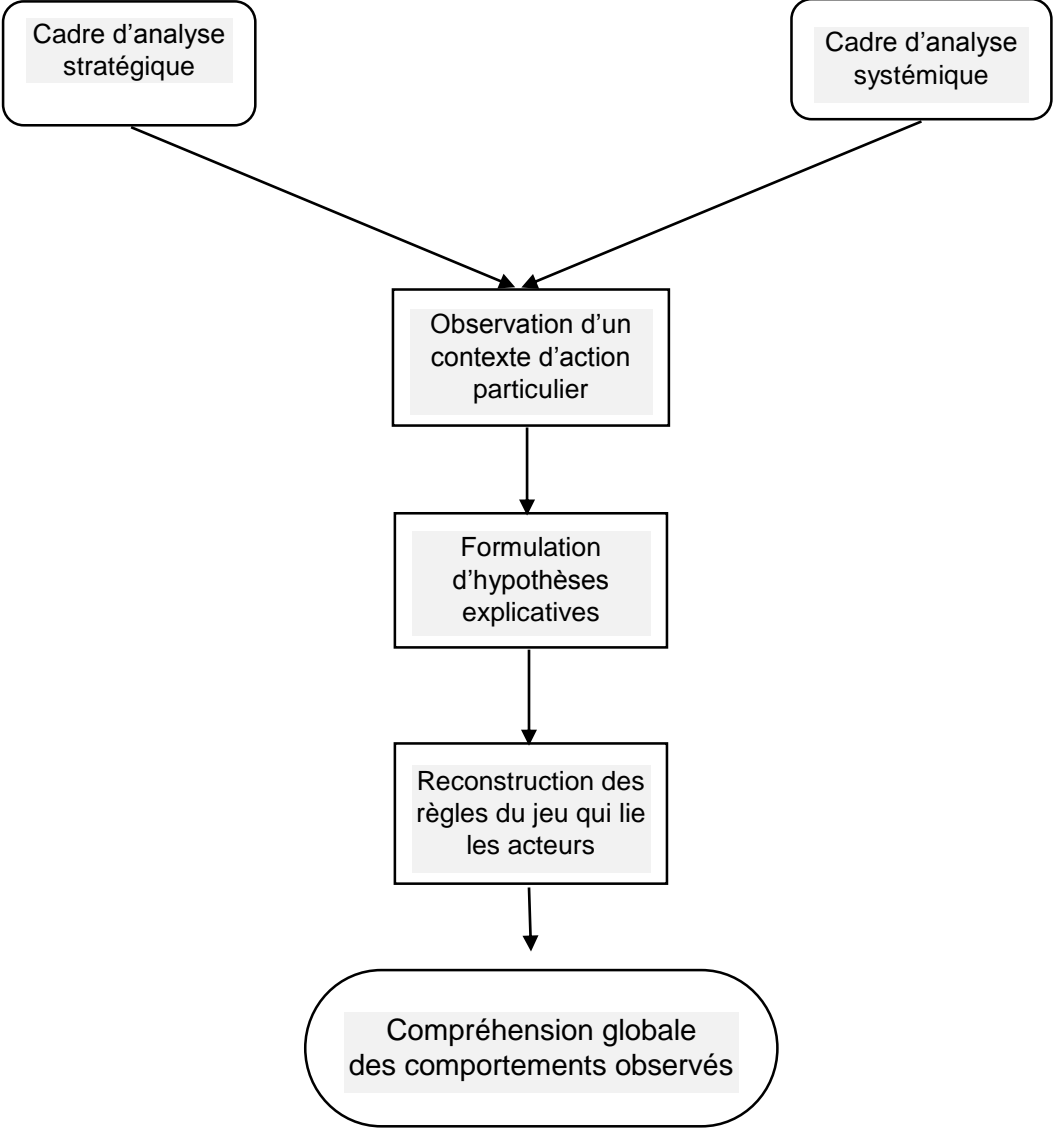 Cadre d’analyse
stratégique
Cadre d’analyse
systémique
Observation d’un
contexte d’action
particulier
Formulation
d’hypothèses
explicatives
Reconstruction des
règles du jeu qui lie
les acteurs
Compréhension globale
des comportements observés